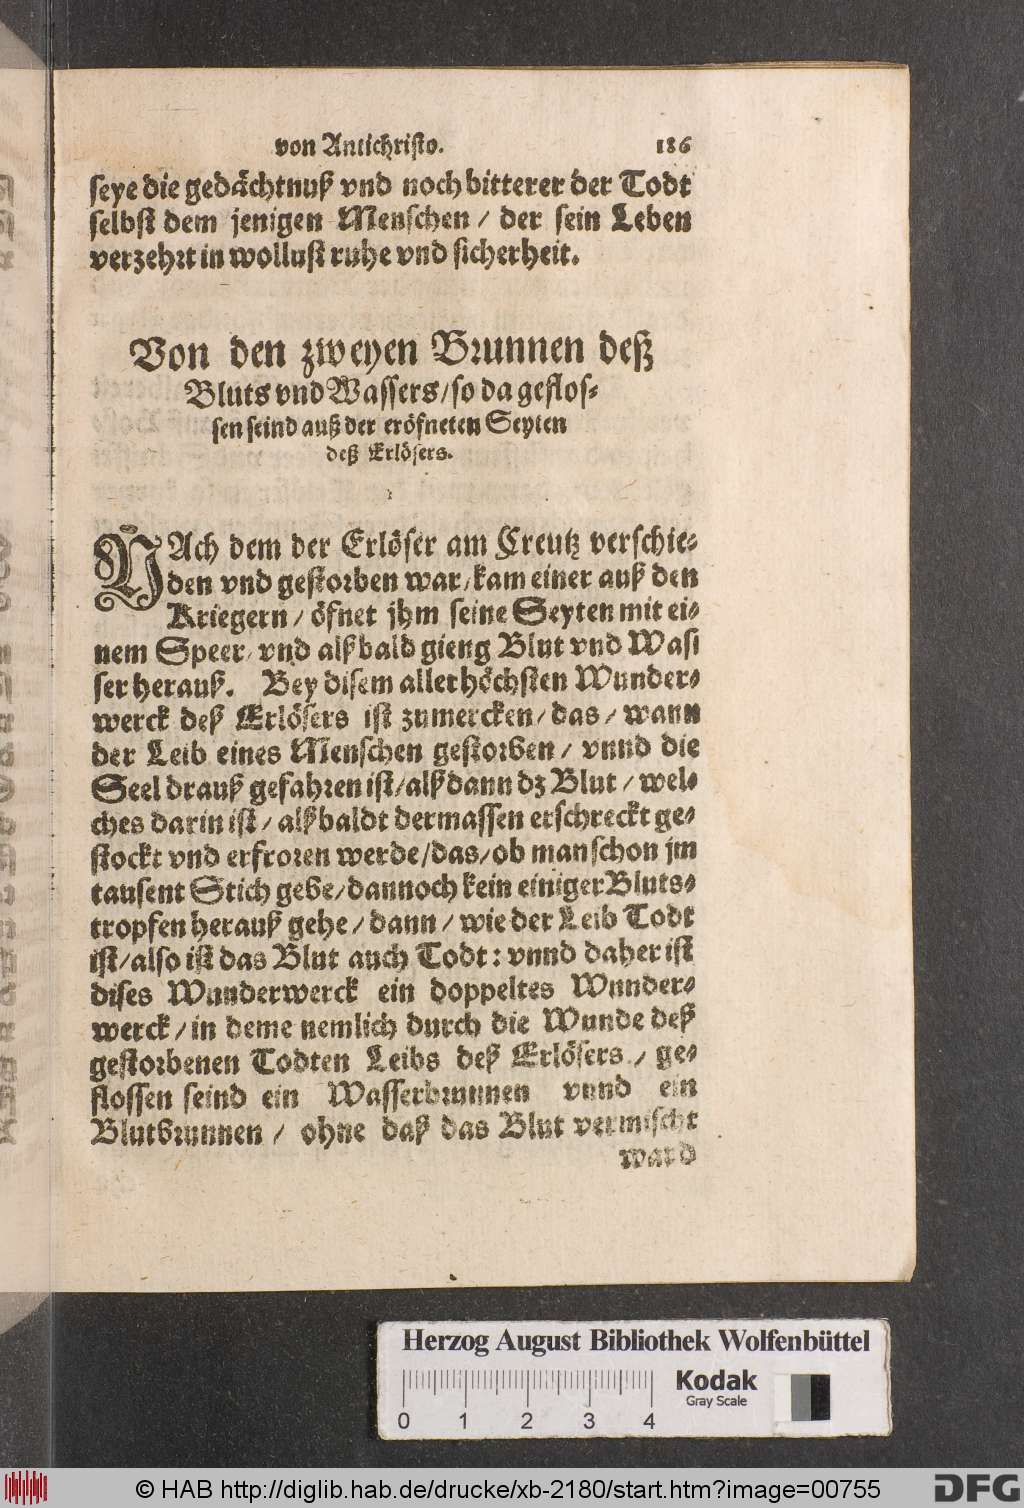 von Antichristo. 186
seye die gedächtnuß vnd noch bitterer der Todt
selbst dem jenigen Menschen / der sein Leben
verzehrt in wollust ruhe vnd sicherheit.
Von den zweyen Brunnen deß
Bluts vnd Wassers / so da geflos-
sen seind auß der eröfneten Seyten
deß Erlösers.
NAch dem der Erlöser am Creutz verschie-
den vnd gestorben war / kam einer auß den
Kriegern / öfnet jhm seine Seyten mit ei-
nem Speer / vnd alßbald gieng Blut vnd Wass
ser herauß. Bey disem allerhöchsten Wunder-
werck deß Erlösers ist zumercken / das / wann
der Leib eines Menschen gestorben / vnnd die
Seel drauß gefahren ist / alßdann dz Blut / wel-
ches darin ist / alßbaldt dermassen erschreckt ge-
stockt vnd erfroren werde / das / ob man schon jm
tausent Stich gebe / dannoch kein einiger Bluts-
tropfen herauß gehe / dann / wie der Leib Todt
ist / also ist das Blut auch Todt: vnnd daher ist
dises Wunderwerck ein doppeltes Wunder-
werck / in deme nemlich durch die Wunde deß
gestorbenen Todten Leibs deß Erlösers / ge-
flossen seind ein Wasserbrunnen vnnd ein
Blutbrunnen / ohne daß das Blut vermischt
ward
Herzog August Bibliothek Wolfenbüttel
Kodak
Gray Scale
0 1 2 3 4
© HAB http://diglib.hab.de/drucke/xb-2180/start.htm?image=00755
DFG